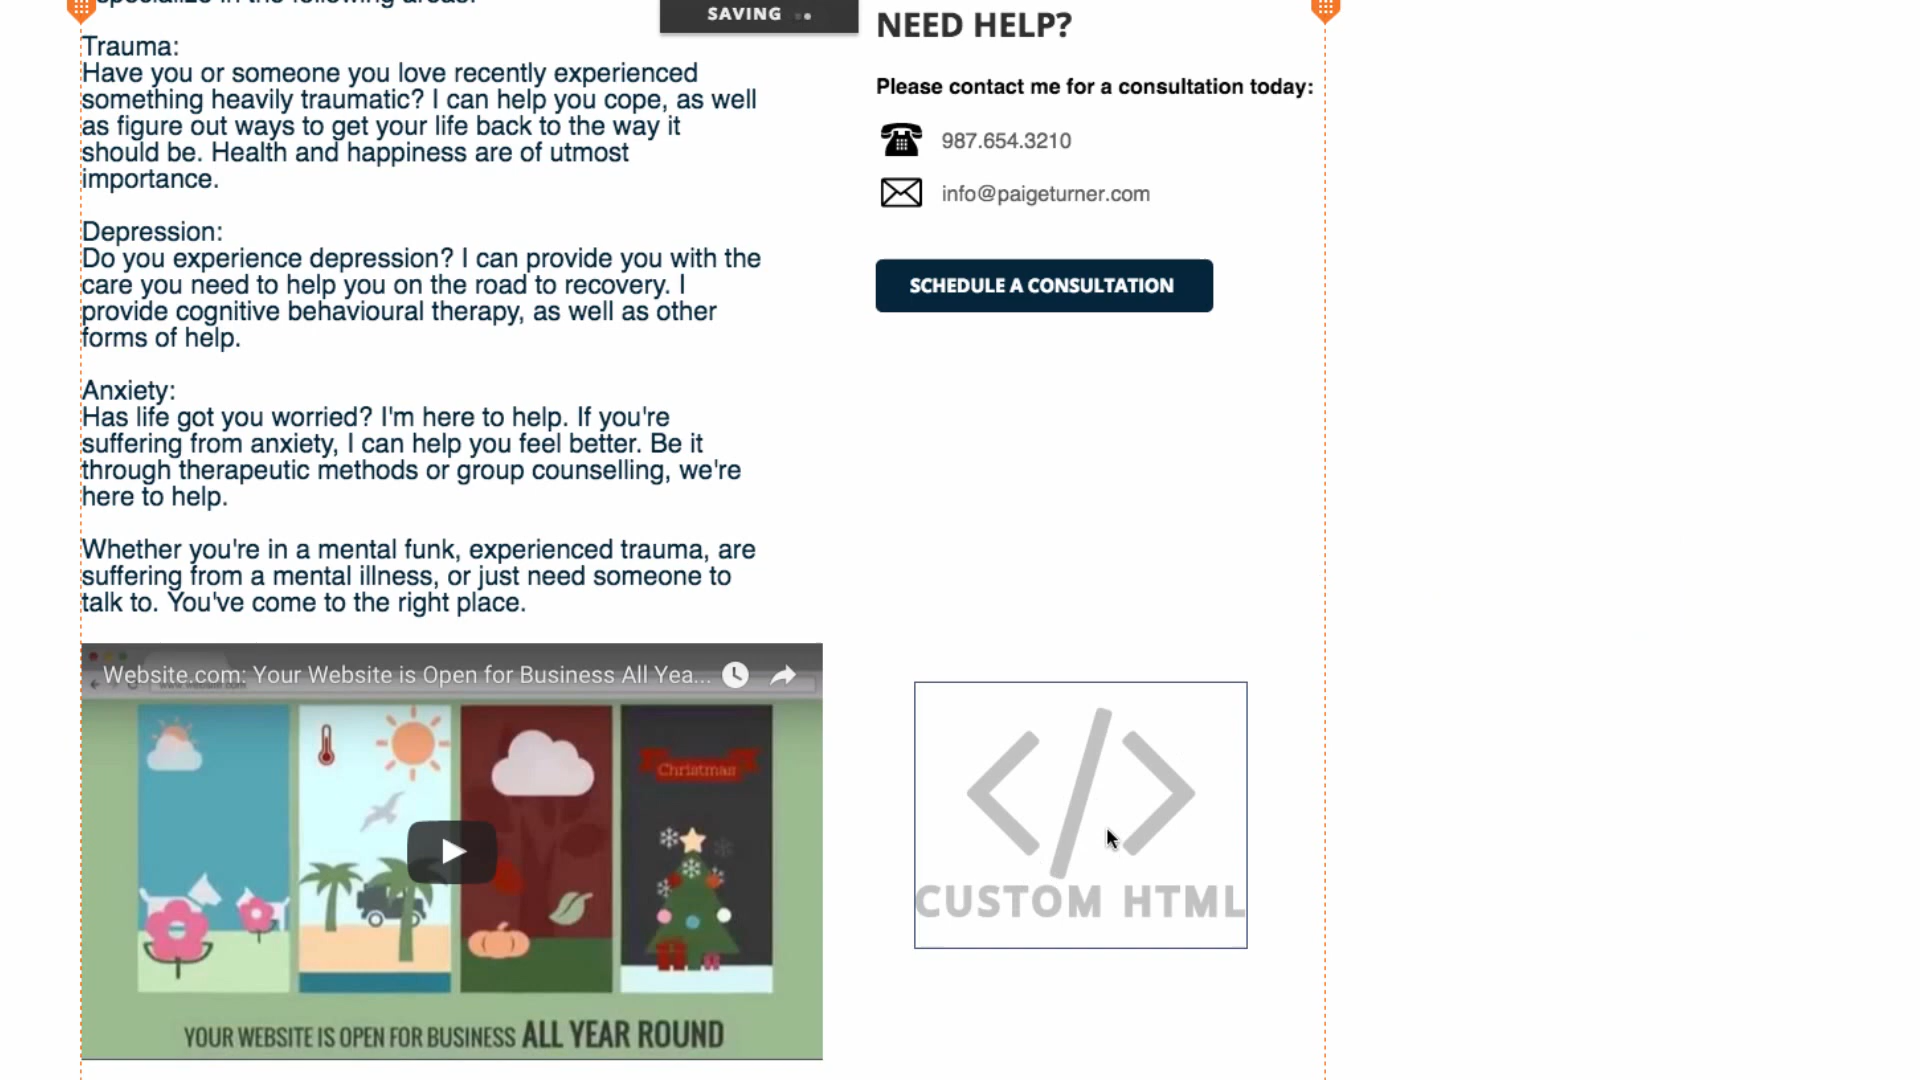 SAVING
Trauma:
Have you or someone you love recently experienced
something heavily traumatic? I can help you cope, as well
as figure out ways to get your life back to the way it
should be. Health and happiness are of utmost
importance.
Depression:
Do you experience depression? I can provide you with the
care you need to help you on the road to recovery. I
provide cognitive behavioural therapy, as well as other
forms of help.
Anxiety:
Has life got you worried? I'm here to help. If you're
suffering from anxiety, I can help you feel better. Be it
through therapeutic methods or group counselling, we're
here to help.
Whether you're in a mental funk, experienced trauma, are
suffering from a mental illness, or just need someone to
talk to. You've come to the right place.
Website.com: Your Website is Open for Business All Yea...
Christmas
YOUR WEBSITE IS OPEN FOR BUSINESS ALL YEAR ROUND
NEED HELP?
Please contact me for a consultation today:
987.654.3210
info@paigeturner.com
SCHEDULE A CONSULTATION
</>
CUSTOM HTML